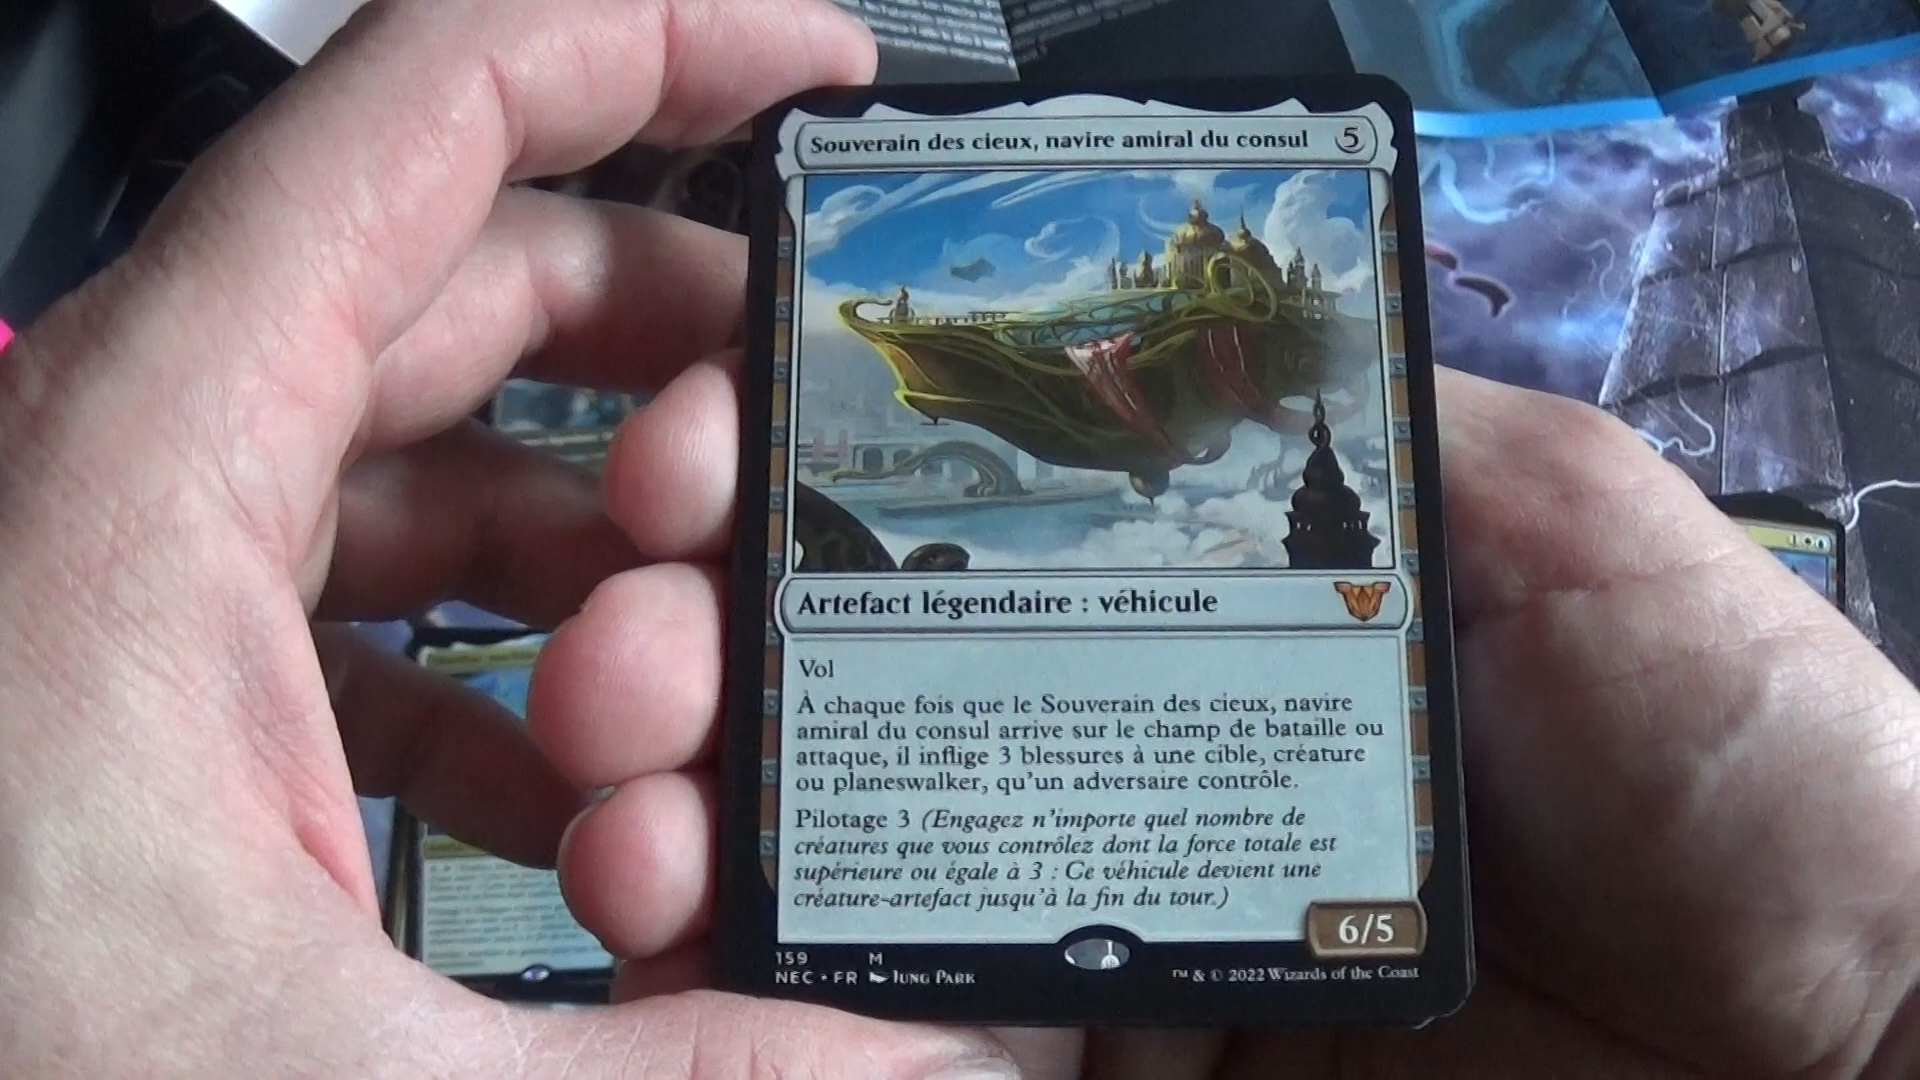 Souverain des cieux, navire amiral du consul 5
Artefact légendaire : véhicule
Vol
À chaque fois que le Souverain des cieux, navire
amiral du consul arrive sur le champ de bataille ou
attaque, il inflige 3 blessures à une cible, créature
ou planeswalker, qu'un adversaire contrôle.
Pilotage 3 (Engagez n'importe quel nombre de
créatures que vous contrôlez dont la force totale est
supérieure ou égale à 3 : Ce véhicule devient une
créature-artefact jusqu'à la fin du tour.)
6/5
159 M
NEC • FR Jung Park
™ & © 2022 Wizards of the Coast